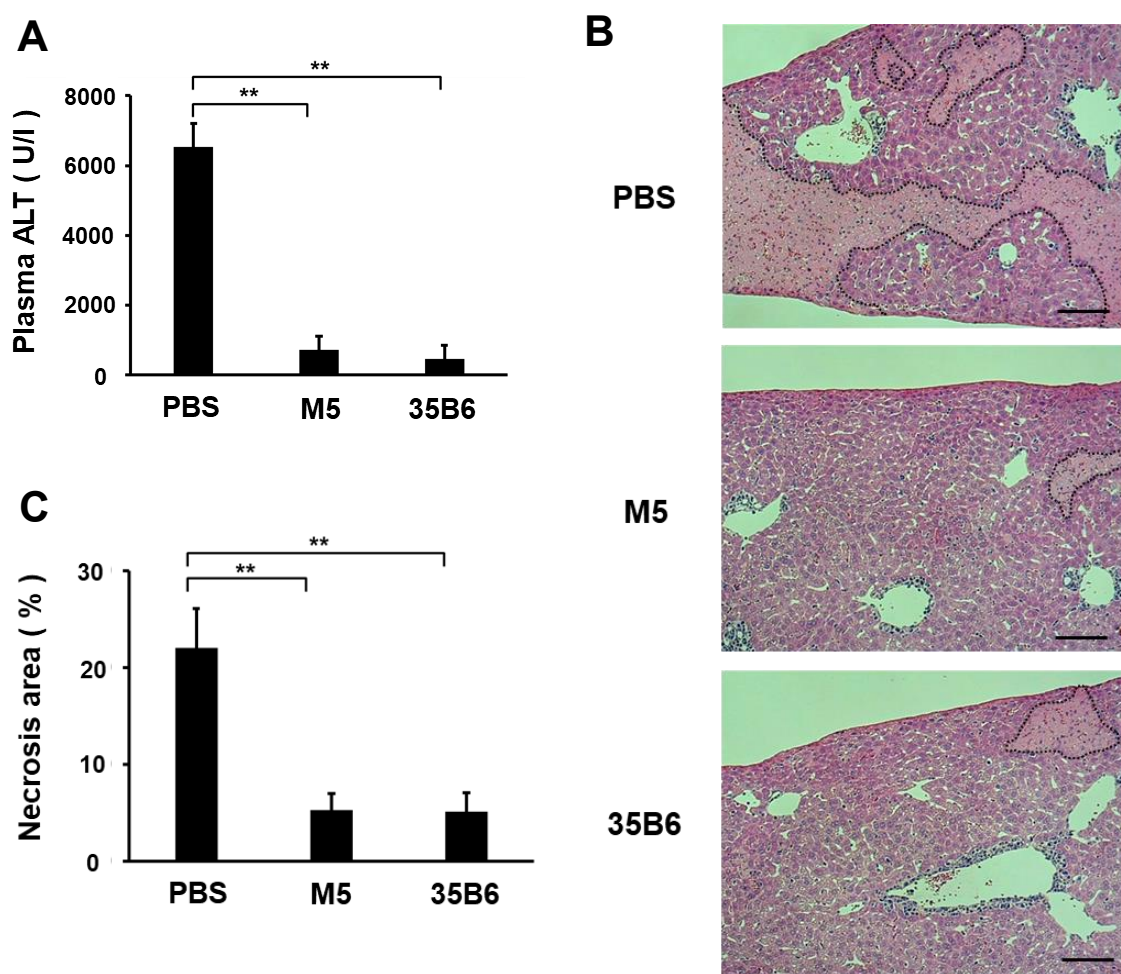 A
Plasma ALT ( U/l )
8000
6000
4000
2000
0
**
**
PBS
M5
35B6
B
PBS
M5
35B6
C
Necrosis area ( % )
30
20
10
0
**
**
PBS
M5
35B6